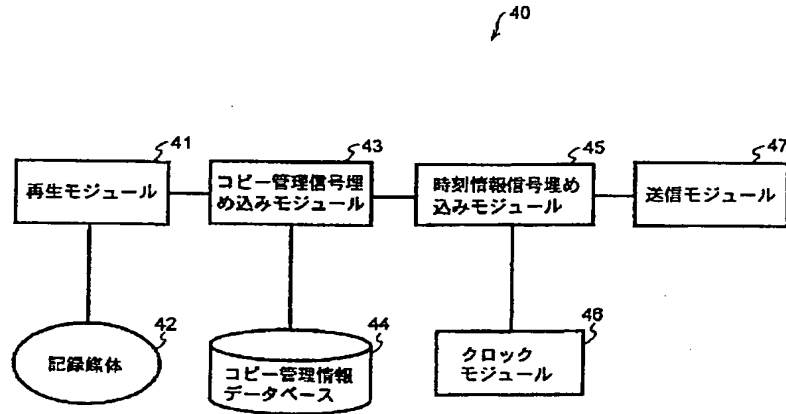 40
41
再生モジュール
43
コピー管理信号埋
め込みモジュール
45
時刻情報信号埋め
込みモジュール
47
送信モジュール
42
記録媒体
44
コピー管理情報
データベース
46
クロック
モジュール